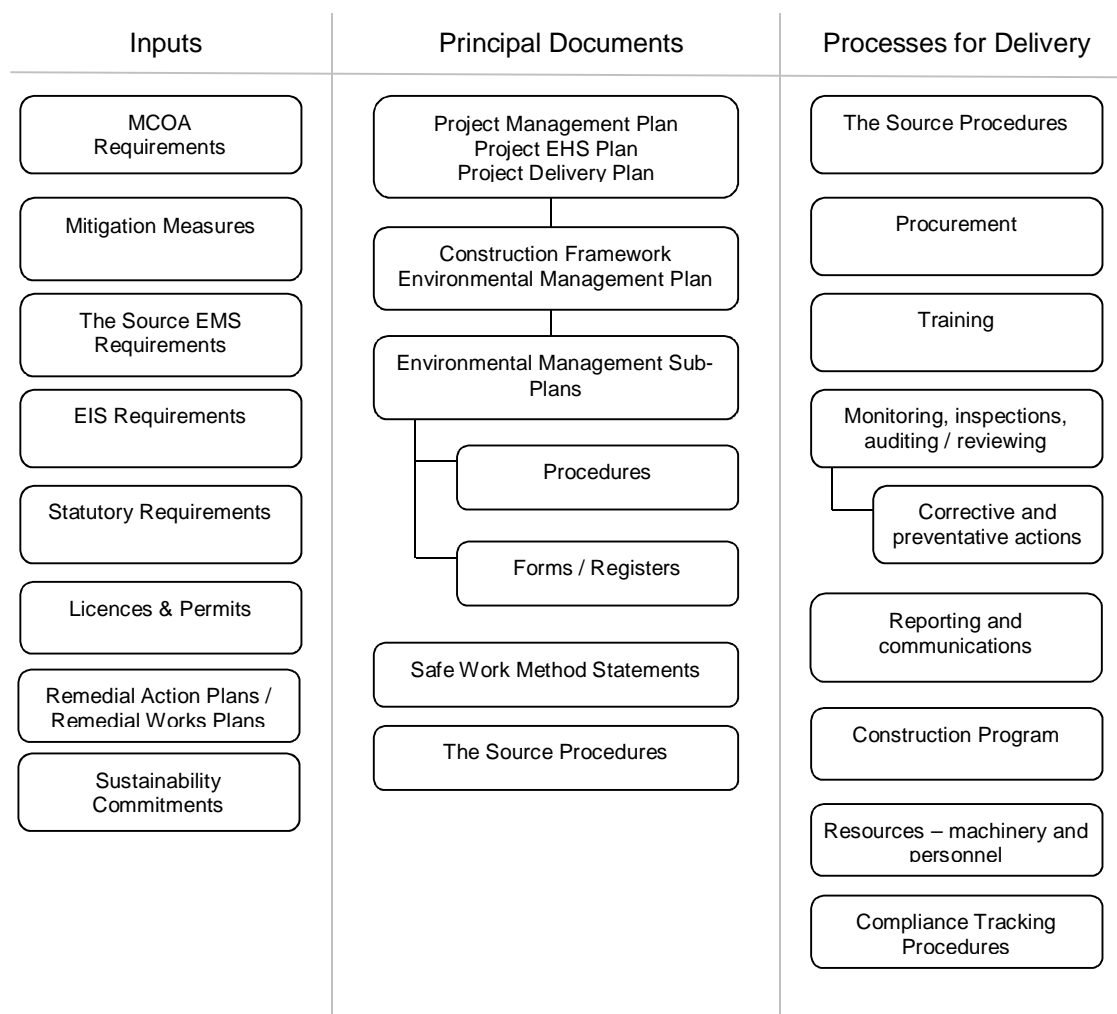 Inputs
Principal Documents
Processes for Delivery
MCOA
Requirements
Mitigation Measures
The Source EMS
Requirements
EIS Requirements
Statutory Requirements
Licences & Permits
Remedial Action Plans /
Remedial Works Plans
Sustainability
Commitments
Project Management Plan
Project EHS Plan
Project Delivery Plan
Construction Framework
Environmental Management Plan
Environmental Management Sub-
Plans
Procedures
Forms / Registers
Safe Work Method Statements
The Source Procedures
The Source Procedures
Procurement
Training
Monitoring, inspections,
auditing / reviewing
Corrective and
preventative actions
Reporting and
communications
Construction Program
Resources – machinery and
personnel
Compliance Tracking
Procedures